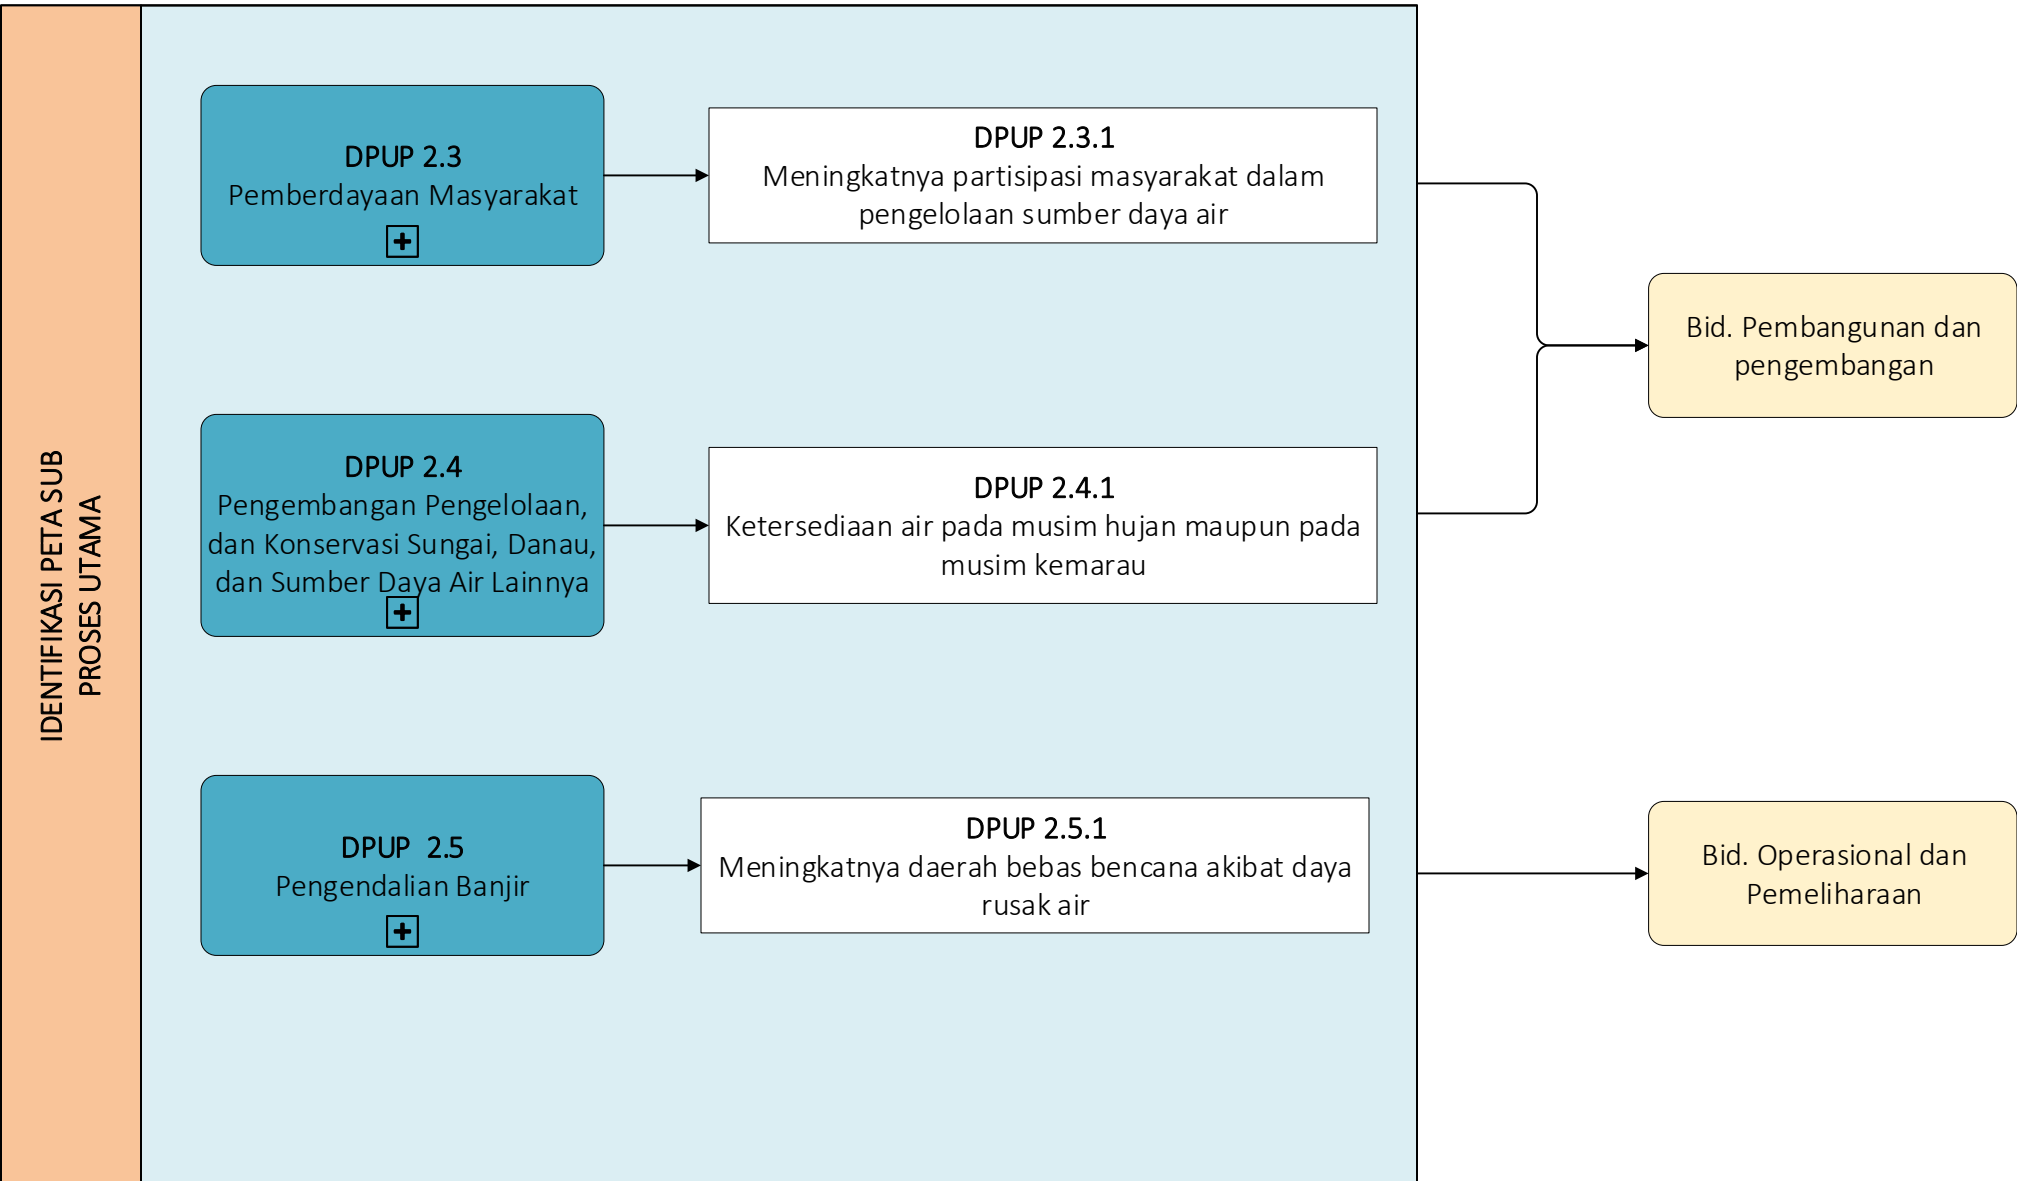 IDENTIFIKASI PETA SUB
PROSES UTAMA
DPUP 2.3
Pemberdayaan Masyarakat
DPUP 2.3.1
Meningkatnya partisipasi masyarakat dalam
pengelolaan sumber daya air
Bid. Pembangunan dan
pengembangan
DPUP 2.4
Pengembangan Pengelolaan,
dan Konservasi Sungai, Danau,
dan Sumber Daya Air Lainnya
DPUP 2.4.1
Ketersediaan air pada musim hujan maupun pada
musim kemarau
DPUP 2.5
Pengendalian Banjir
DPUP 2.5.1
Meningkatnya daerah bebas bencana akibat daya
rusak air
Bid. Operasional dan
Pemeliharaan